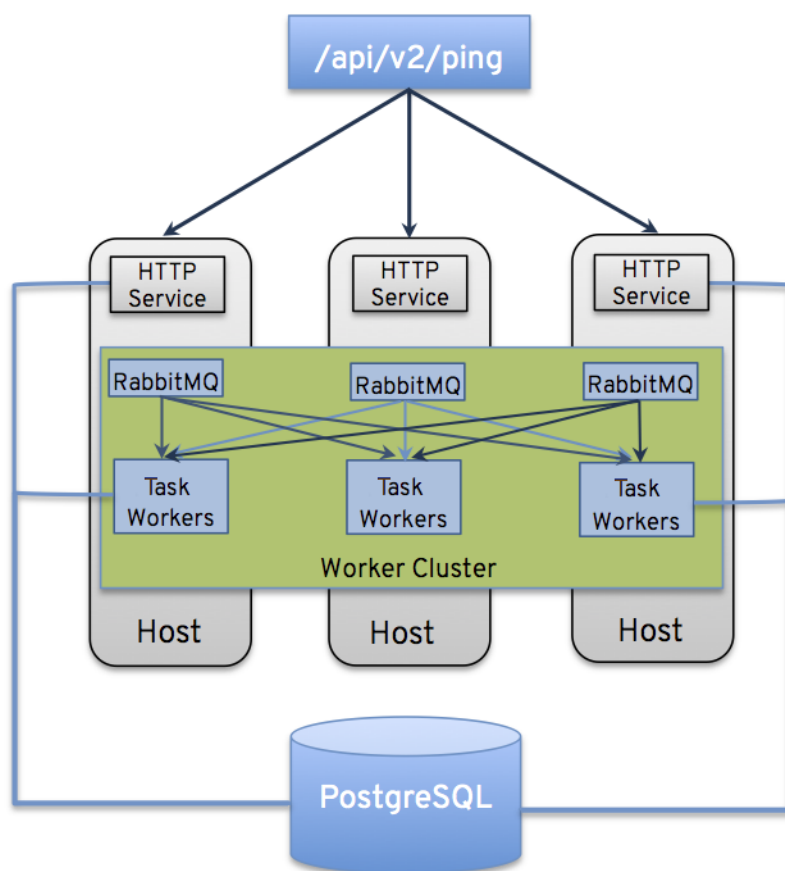 /api/v2/ping
HTTP
Service
HTTP
Service
HTTP
Service
RabbitMQ
RabbitMQ
RabbitMQ
Task
Workers
Task
Workers
Task
Workers
Worker Cluster
Host
Host
Host
PostgreSQL